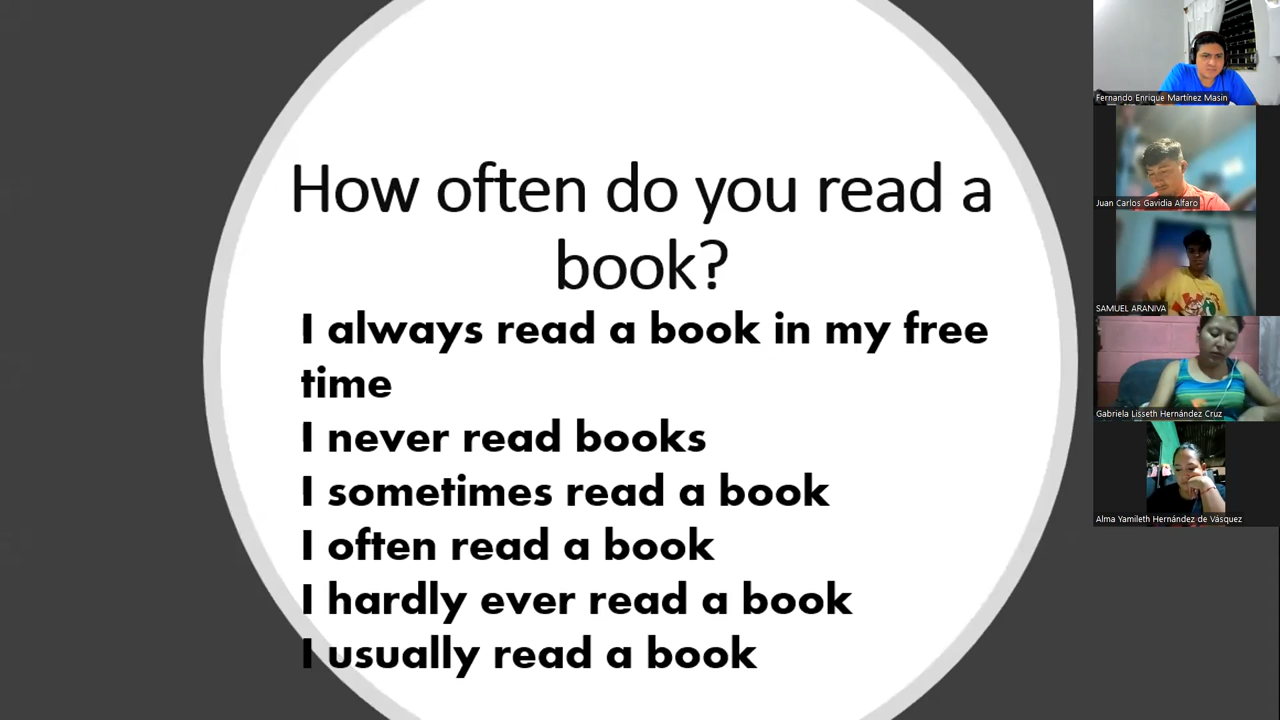 How often do you read a
book?
I always read a book in my free
time
I never read books
I sometimes read a book
I often read a book
I hardly ever read a book
I usually read a book
Fernando Enrique Martínez Masin
Juan Carlos Gavidia Alfaro
SAMUEL ARANIVA
Gabriela Lisseth Hernández Cruz
Alma Yamileth Hernández de Vásquez